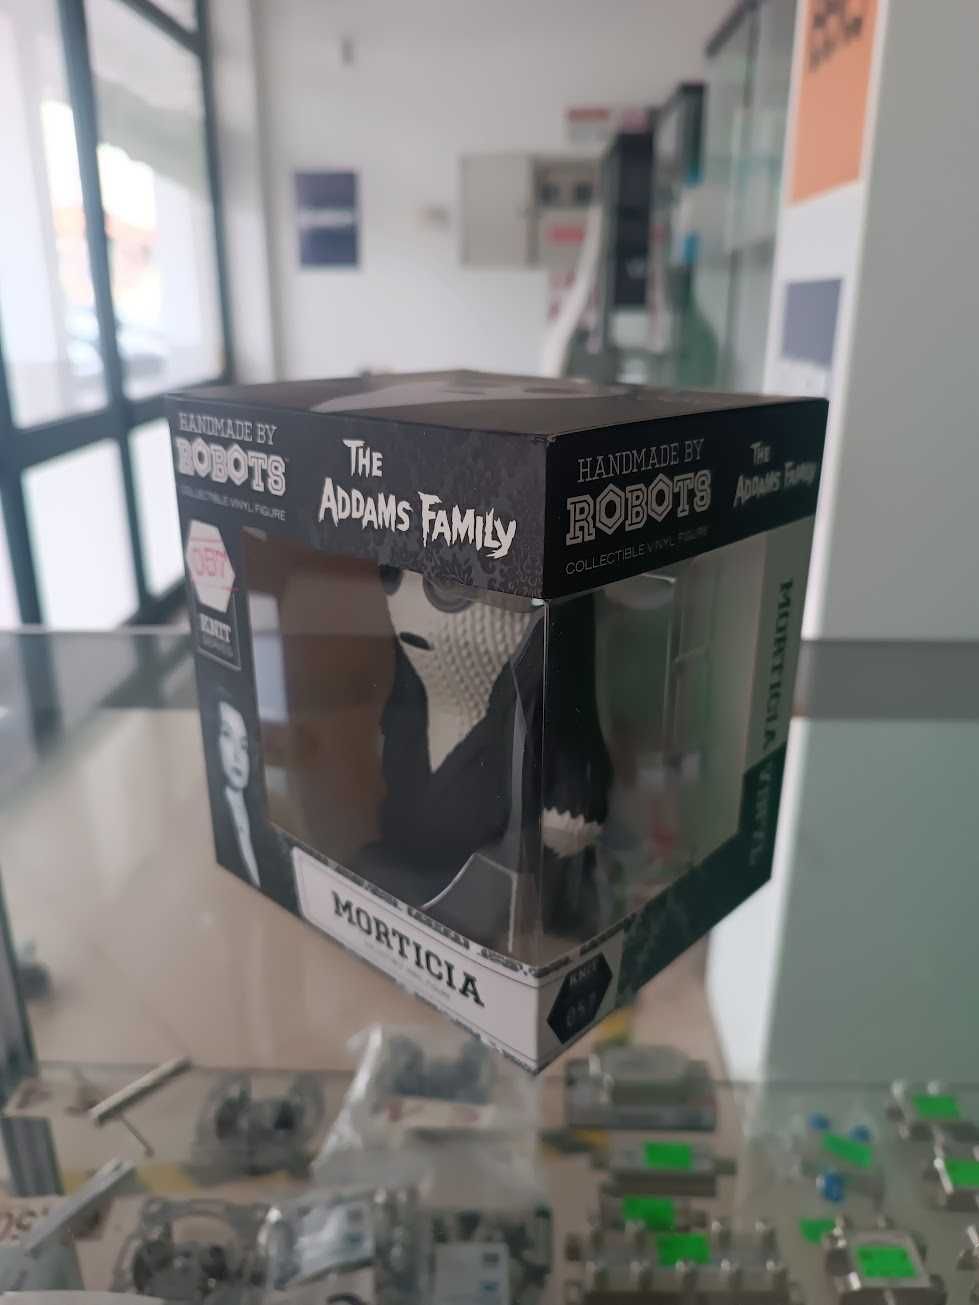 HANDMADE BY
ROBOTS
COLLECTIBLE VINYL FIGURE
THE
ADDAMS FAMILY
057
KNIT
SERIES
MORTICIA
HANDMADE BY
ROBOTS
COLLECTIBLE VINYL FIGURE
THE
ADDAMS FAMILY
MORTICIA VINYL
KNIT
057